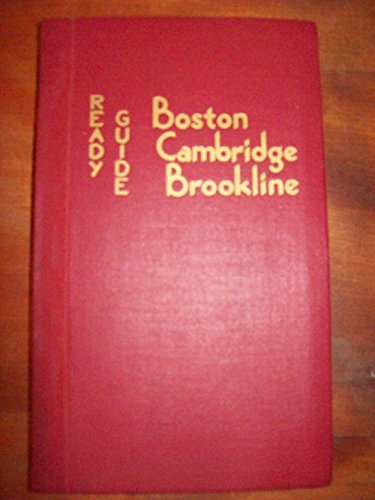 READY
GUIDE
Boston
Cambridge
Brookline